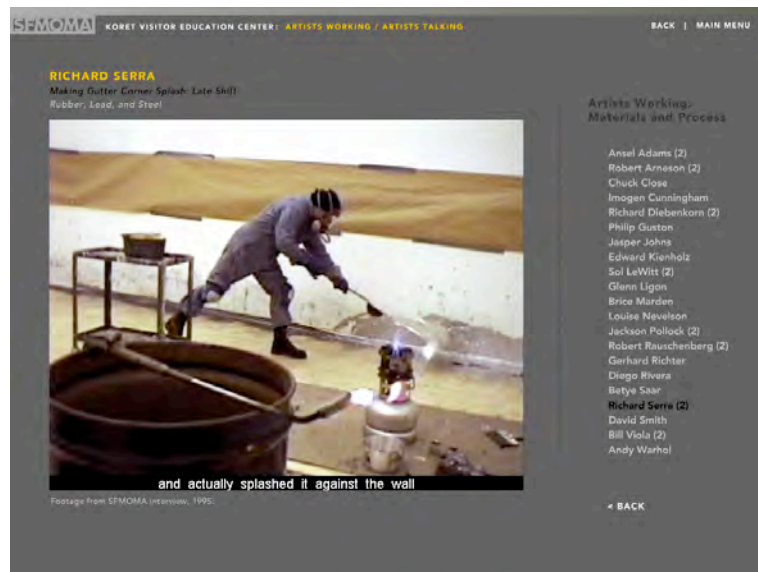 SFMOMA KORET VISITOR EDUCATION CENTER: ARTISTS WORKING / ARTISTS TALKING BACK | MAIN MENU
RICHARD SERRA
Making Gutter Corner Splash: Late Shift
Rubber, Lead, and Steel
Artists Working:
Materials and Process
Ansel Adams (2)
Robert Arneson (2)
Chuck Close
Imogen Cunningham
Richard Diebenkorn (2)
Philip Guston
Jasper Johns
Edward Kienholz
Sol LeWitt (2)
Glenn Ligon
Brice Marden
Louise Nevelson
Jackson Pollock (2)
Robert Rauschenberg (2)
Gerhard Richter
Diego Rivera
Betye Saar
Richard Serra (2)
David Smith
Bill Viola (2)
Andy Warhol
and actually splashed it against the wall
Footage from SFMOMA interview, 1995.
< BACK